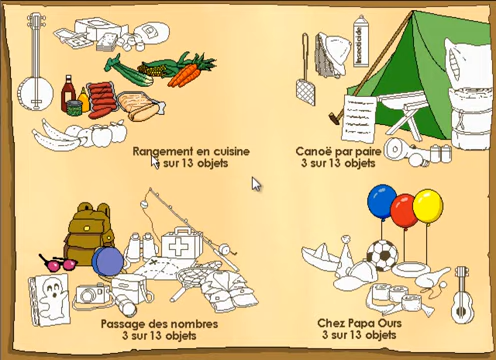 Insecticide
Rangement en cuisine
sur 13 objets
Canoë par paire
3 sur 13 objets
Passage des nombres
3 sur 13 objets
Chez Papa Ours
3 sur 13 objets